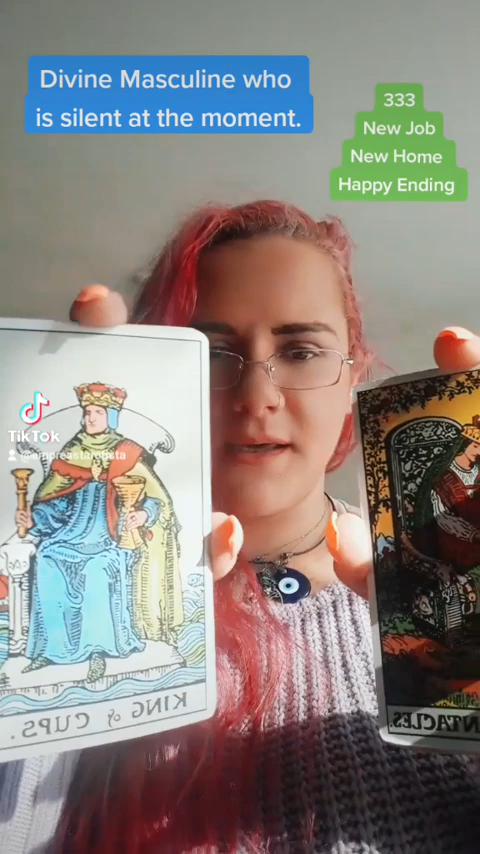 Divine Masculine who
is silent at the moment.
333
New Job
New Home
Happy Ending
TikTok
KING of CUPS.
NTACLES